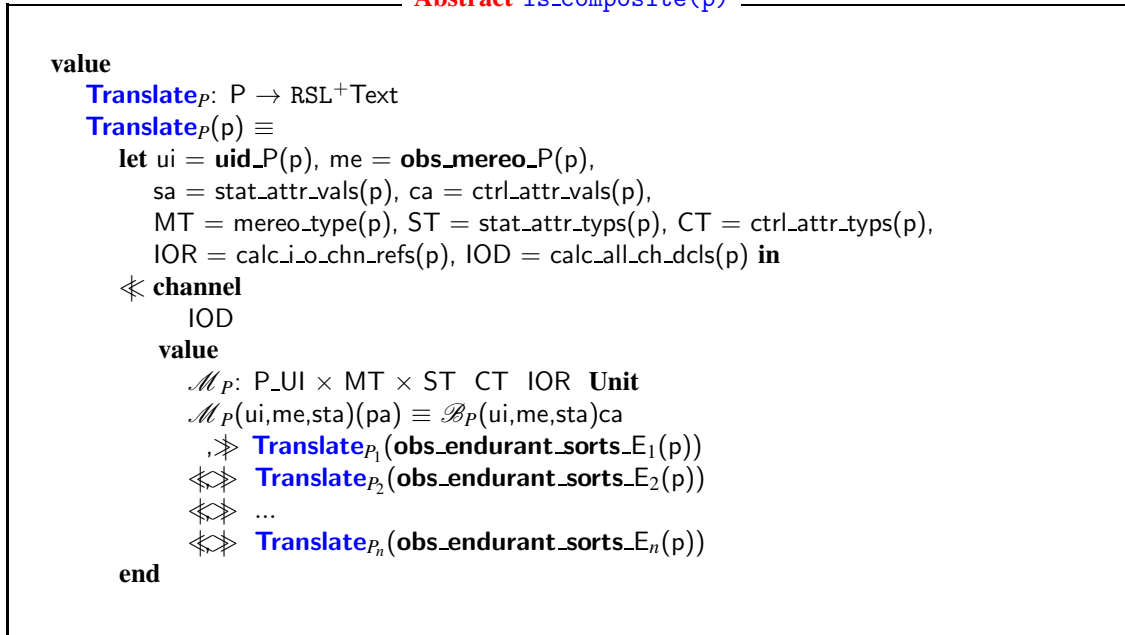 Abstract is_composite(p)
value
Translate_P: P → RSL⁺Text
Translate_P(p) ≡
let ui = uid_P(p), me = obs_mereo_P(p),
sa = stat_attr_vals(p), ca = ctrl_attr_vals(p),
MT = mereo_type(p), ST = stat_attr_typs(p), CT = ctrl_attr_typs(p),
IOR = calc_i_o_chn_refs(p), IOD = calc_all_ch_dcls(p) in
≪̸ channel
IOD
value
ℳ_P: P_UI × MT × ST CT IOR Unit
ℳ_P(ui,me,sta)(pa) ≡ ℬ_P(ui,me,sta)ca
,≫̸ Translate_P₁(obs_endurant_sorts_E₁(p))
≪̸,≫̸ Translate_P₂(obs_endurant_sorts_E₂(p))
≪̸,≫̸ ...
≪̸,≫̸ Translate_Pₙ(obs_endurant_sorts_Eₙ(p))
end